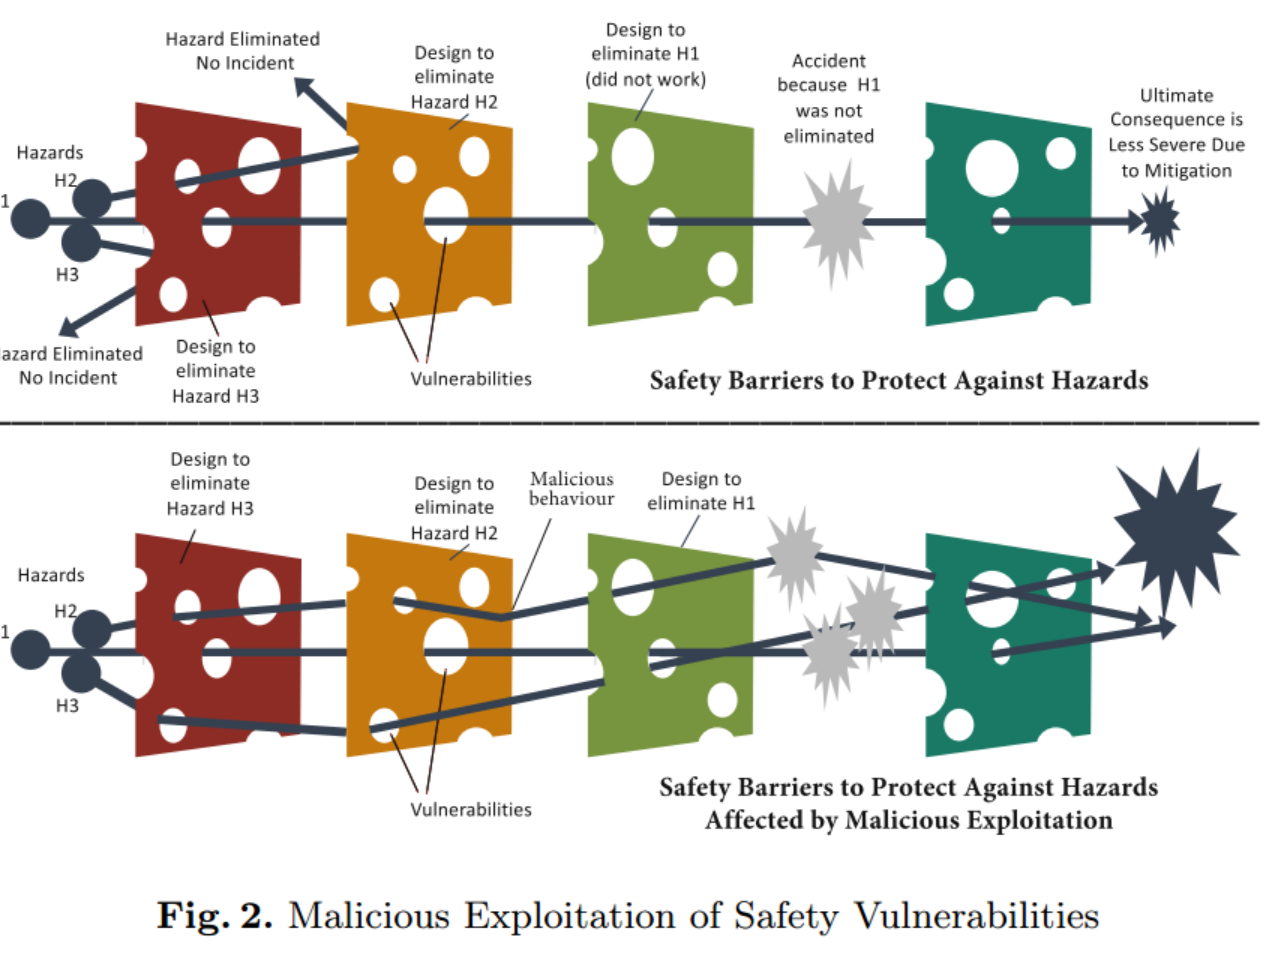 Hazard Eliminated
No Incident
Design to
eliminate
Hazard H2
Design to
eliminate H1
(did not work)
Accident
because H1
was not
eliminated
Ultimate
Consequence is
Less Severe Due
to Mitigation
Hazards
H2
1
H3
azard Eliminated
No Incident
Design to
eliminate
Hazard H3
Vulnerabilities
Safety Barriers to Protect Against Hazards
Design to
eliminate
Hazard H3
Design to
eliminate
Hazard H2
Malicious
behaviour
Design to
eliminate H1
Hazards
H2
1
H3
Vulnerabilities
Safety Barriers to Protect Against Hazards
Affected by Malicious Exploitation
Fig. 2. Malicious Exploitation of Safety Vulnerabilities